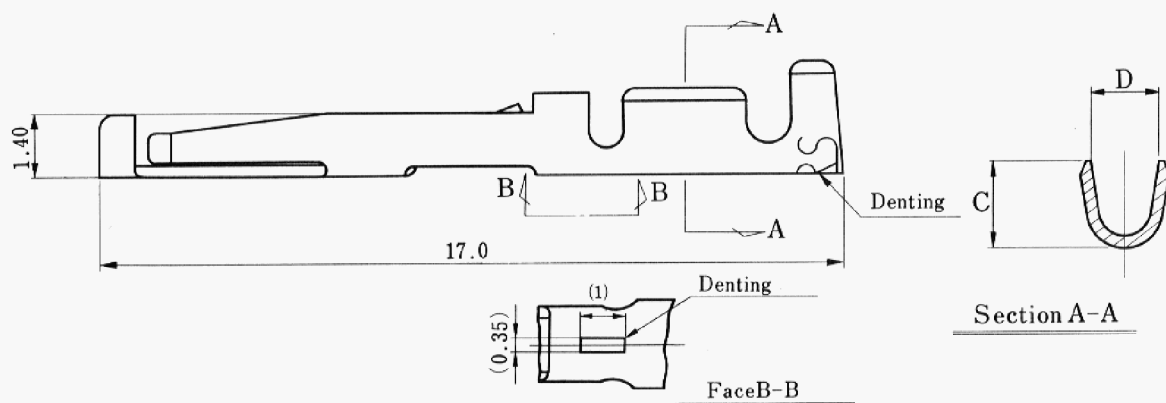 A
D
1.40
B
B
C
Denting
A
17.0
Denting
(1)
(0.35)
Section A-A
FaceB-B